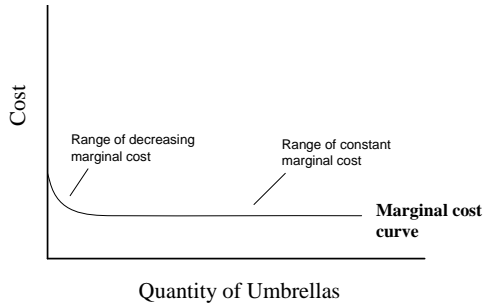 Cost
Range of decreasing
marginal cost
Range of constant
marginal cost
Marginal cost
curve
Quantity of Umbrellas